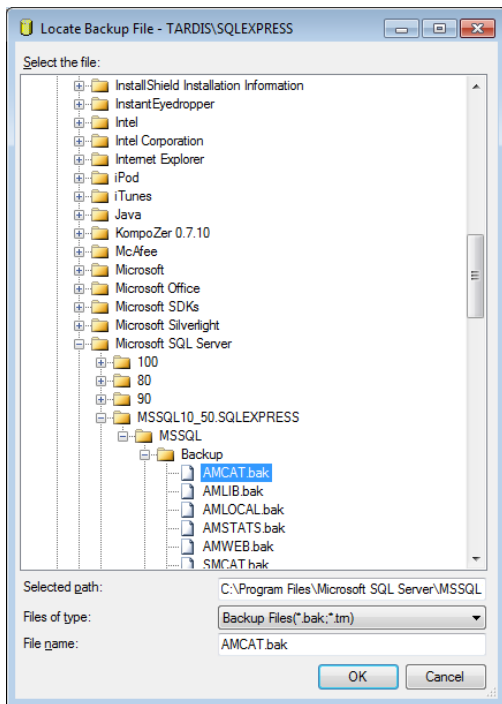 Locate Backup File - TARDIS\SQLEXPRESS
Select the file:
InstallShield Installation Information
InstantEyedropper
Intel
Intel Corporation
Internet Explorer
iPod
iTunes
Java
KompoZer 0.7.10
McAfee
Microsoft
Microsoft Office
Microsoft SDKs
Microsoft Silverlight
Microsoft SQL Server
100
80
90
MSSQL10_50.SQLEXPRESS
MSSQL
Backup
AMCAT.bak
AMLIB.bak
AMLOCAL.bak
AMSTATS.bak
AMWEB.bak
SMCAT.bak
Selected path: C:\Program Files\Microsoft SQL Server\MSSQL
Files of type: Backup Files(*.bak;*.trn)
File name: AMCAT.bak
OK Cancel